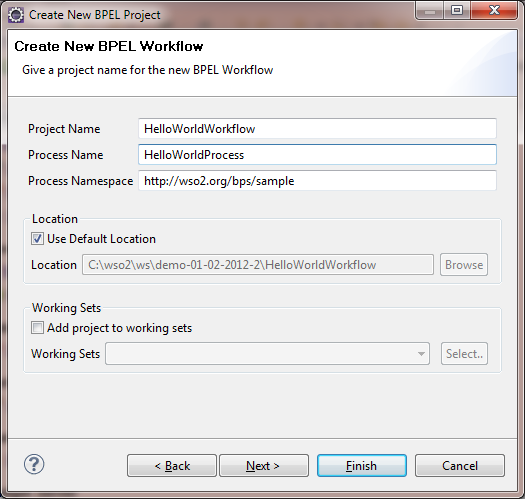 Create New BPEL Project
Create New BPEL Workflow
Give a project name for the new BPEL Workflow
Project Name HelloWorldWorkflow
Process Name HelloWorldProcess
Process Namespace http://wso2.org/bps/sample
Location
Use Default Location
Location C:\wso2\ws\demo-01-02-2012-2\HelloWorldWorkflow Browse
Working Sets
Add project to working sets
Working Sets Select..
? < Back Next > Finish Cancel